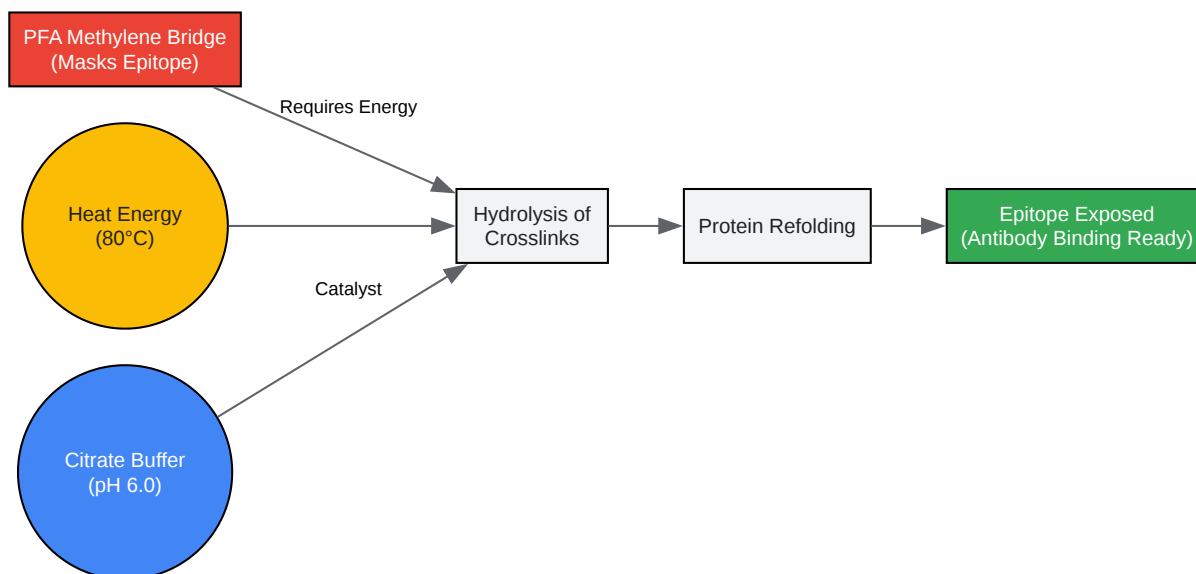 PFA Methylene Bridge
(Masks Epitope)
Requires Energy
Heat Energy
(80°C)
Hydrolysis of
Crosslinks
Protein Refolding
Epitope Exposed
(Antibody Binding Ready)
Catalyst
Citrate Buffer
(pH 6.0)